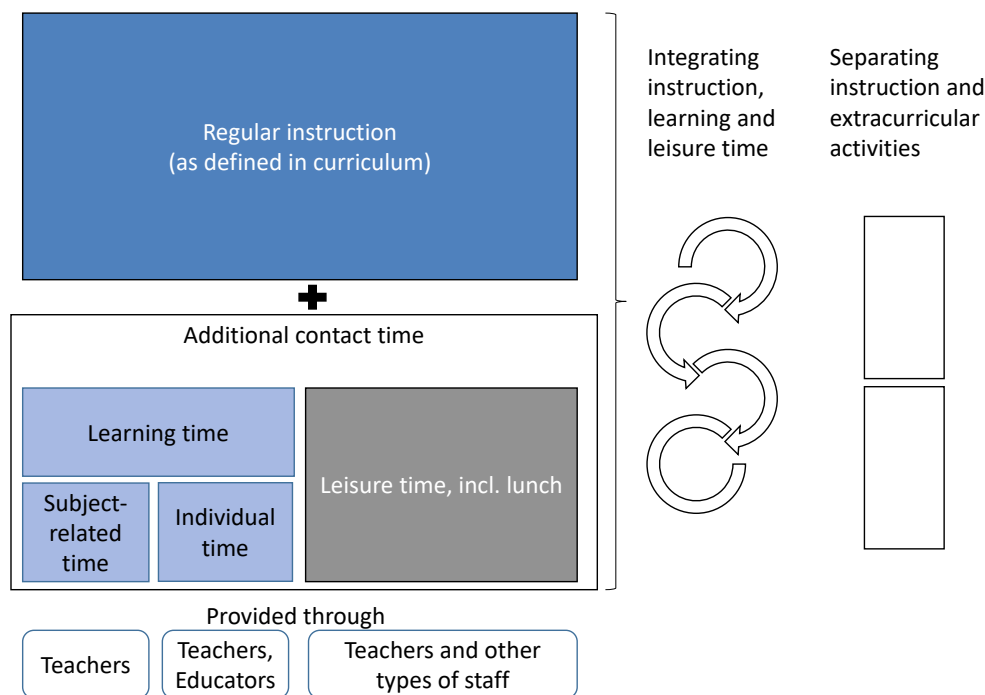 Regular instruction
(as defined in curriculum)
Additional contact time
Learning time
Subject-
related
time
Individual
time
Leisure time, incl. lunch
Provided through
Teachers
Teachers,
Educators
Teachers and other
types of staff
Integrating
instruction,
learning and
leisure time
Separating
instruction and
extracurricular
activities